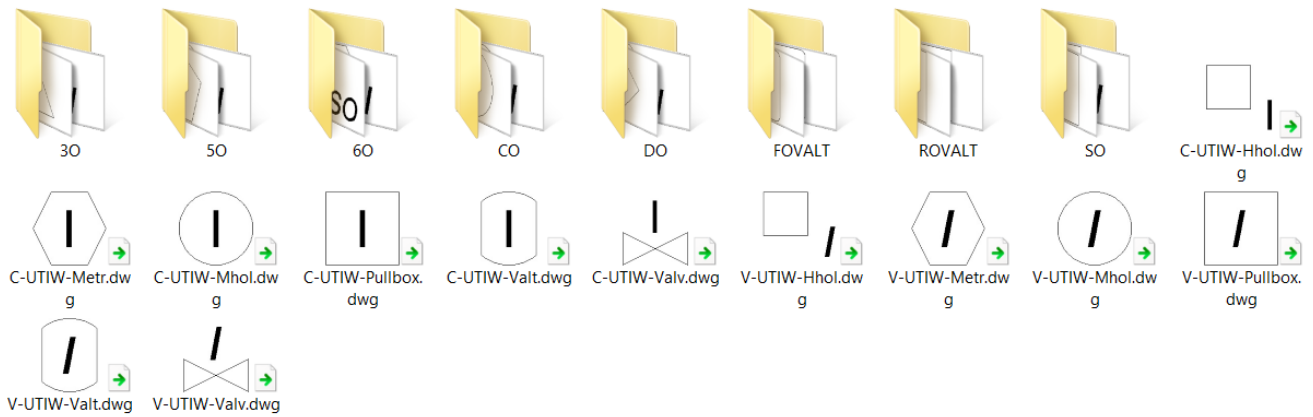 3O 5O 6O CO DO FOVALT ROVALT SO C-UTIW-Hhol.dw
g
C-UTIW-Metr.dw C-UTIW-Mhol.dw C-UTIW-Pullbox. C-UTIW-Valt.dwg C-UTIW-Valv.dwg V-UTIW-Hhol.dw V-UTIW-Metr.dw V-UTIW-Mhol.dw V-UTIW-Pullbox.
g g dwg g g g dwg
V-UTIW-Valt.dwg V-UTIW-Valv.dwg